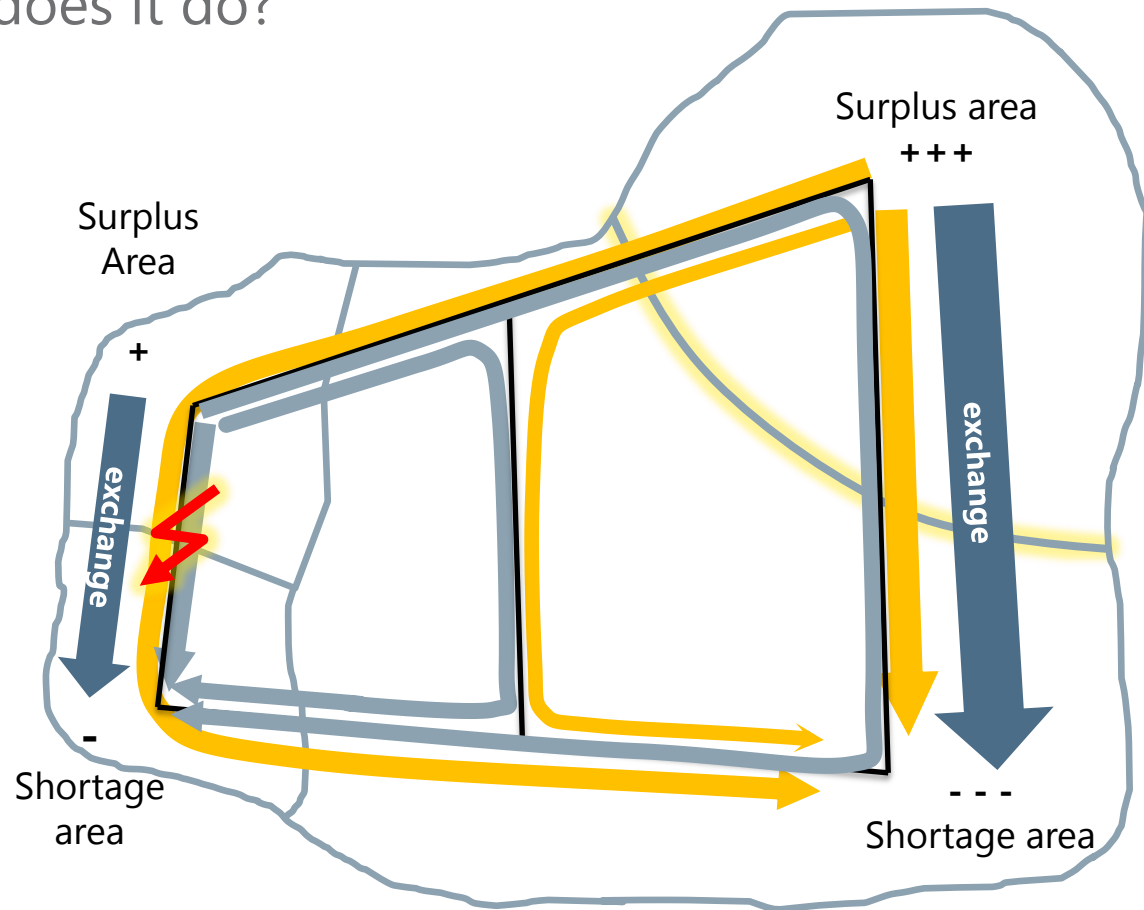 does it do?
Surplus area
+++
Surplus
Area
+
exchange
exchange
-
Shortage
area
- - -
Shortage area